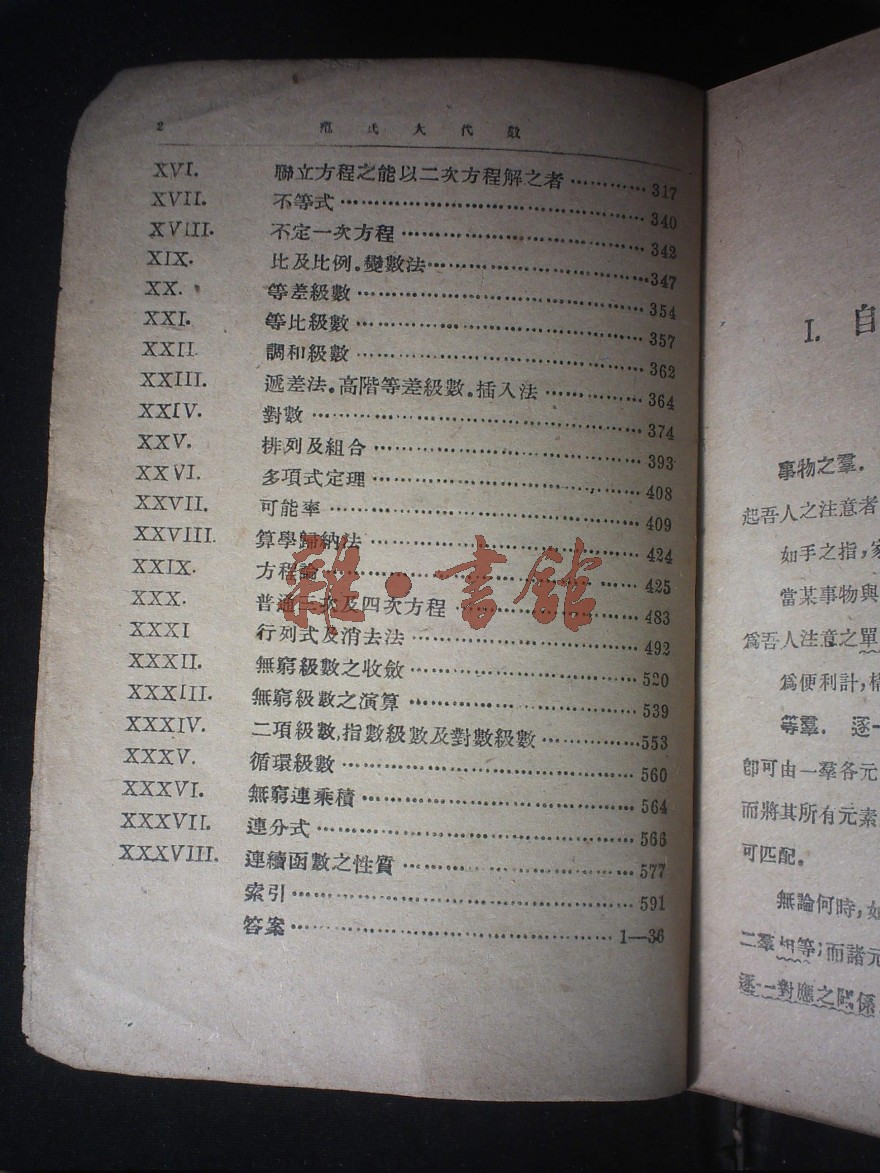 2 范氏大代數
XVI. 聯立方程之能以二次方程解之者 ………… 317
XVII. 不等式 ………… 340
XVIII. 不定一次方程 ………… 342
XIX. 比及比例。變數法 ………… 347
XX. 等差級數 ………… 354
XXI. 等比級數 ………… 357
XXII 調和級數 ………… 362
XXIII. 遞差法。高階等差級數。插入法 ………… 364
XXIV. 對數 ………… 374
XXV. 排列及組合 ………… 393
XXVI. 多項式定理 ………… 408
XXVII. 可能率 ………… 409
XXVIII. 算學歸納法 ………… 424
XXIX. 方程論 ………… 425
XXX. 普通三次及四次方程 ………… 483
XXXI 行列式及消去法 ………… 492
XXXII. 無窮級數之收斂 ………… 520
XXXIII. 無窮級數之演算 ………… 539
XXXIV. 二項級數,指數級數及對數級數 ………… 553
XXXV. 循環級數 ………… 560
XXXVI. 無窮連乘積 ………… 564
XXXVII. 連分式 ………… 566
XXXVIII. 連續函數之性質 ………… 577
索引 ………… 591
答案 ………… 1—36
雜·書館
I. 自
事物之羣.
起吾人之注意者
如手之指,
當某事物與
爲吾人注意之單
爲便利計,
等羣. 逐一
卽可由一羣各元
而將其所有元素
可匹配。
無論何時,如
二羣相等;而諸元
逐一對應之關係